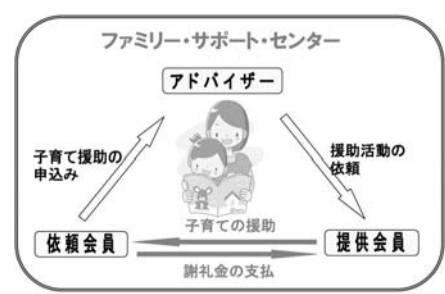 ファミリー・サポート・センター
アドバイザー
子育て援助の
申込み
援助活動の
依頼
子育ての援助
依頼会員
提供会員
謝礼金の支払